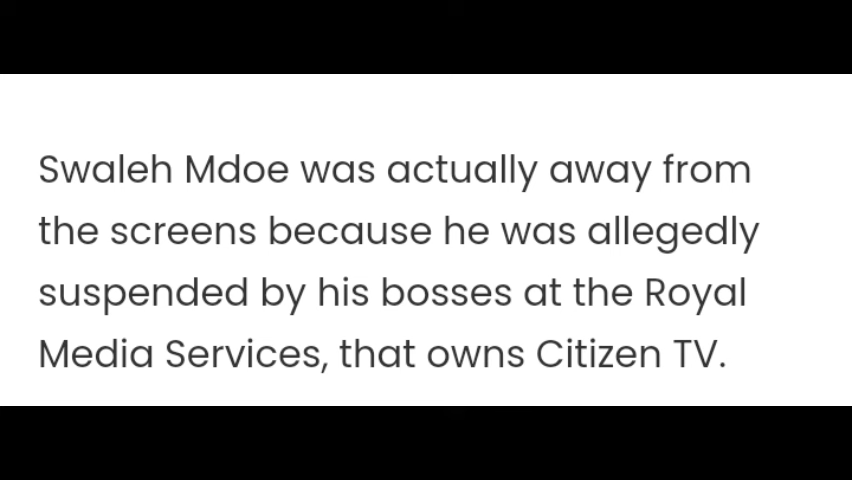 Swaleh Mdoe was actually away from
the screens because he was allegedly
suspended by his bosses at the Royal
Media Services, that owns Citizen TV.